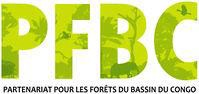 PFBC
PARTENARIAT POUR LES FORÊTS DU BASSIN DU CONGO